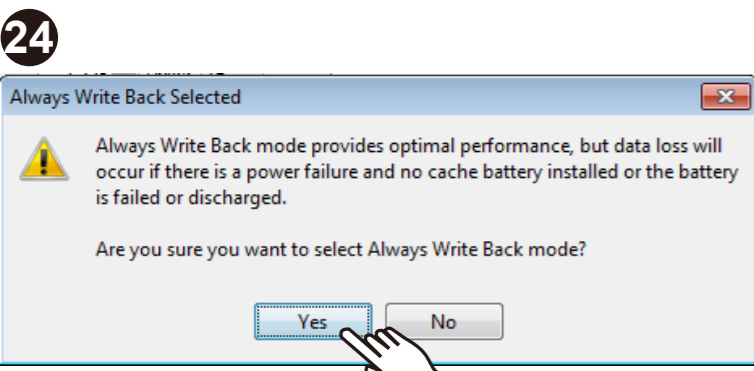 24
Always Write Back Selected
Always Write Back mode provides optimal performance, but data loss will
occur if there is a power failure and no cache battery installed or the battery
is failed or discharged.
Are you sure you want to select Always Write Back mode?
Yes No